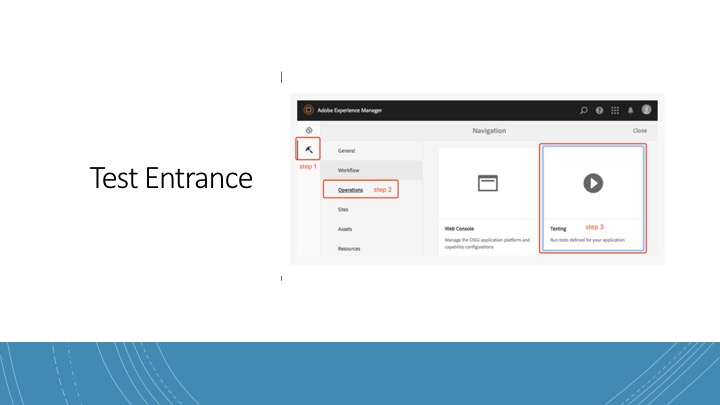 Test Entrance
Adobe Experience Manager
Navigation
Close
step 1
General
Workflow
Operations
step 2
Sites
Assets
Resources
Web Console
Manage the OSGi application platform and
capability configurations
Testing
step 3
Run tests defined for your application